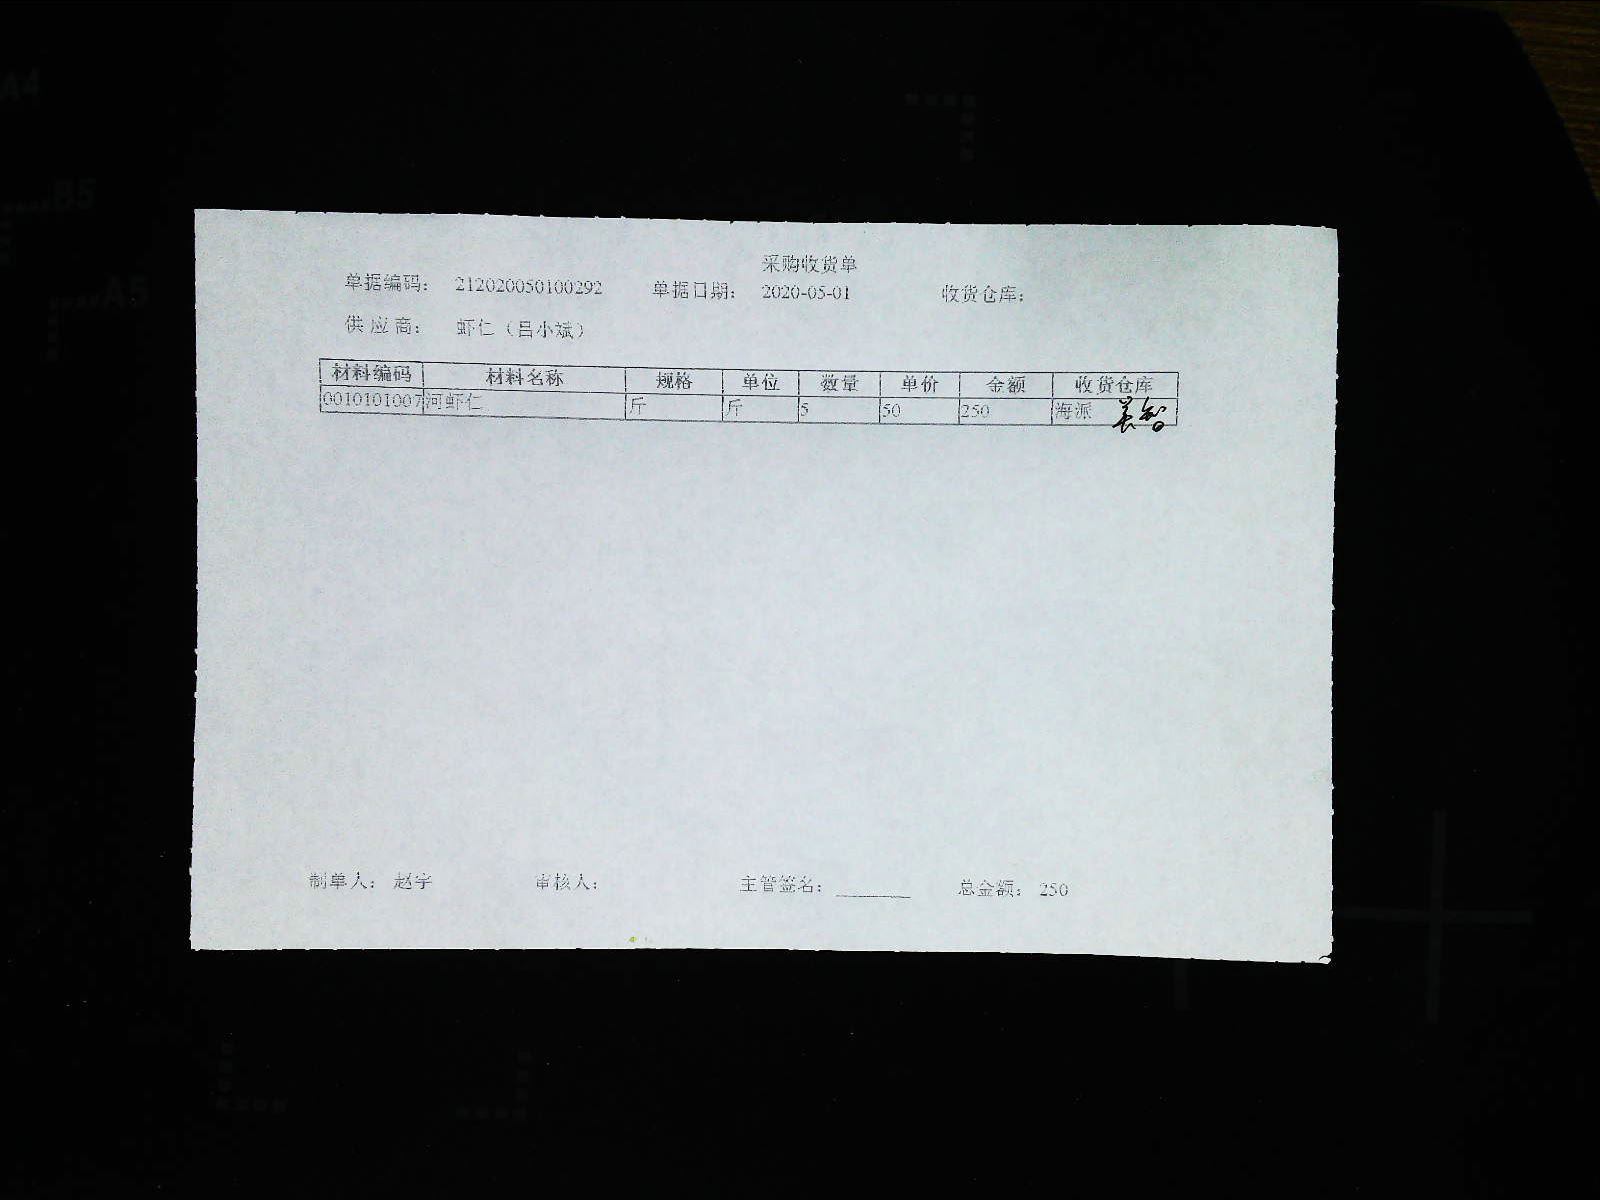 A4
B5
A5
采购收货单
单据编码： 212020050100292 单据日期： 2020-05-01 收货仓库：
供应商： 虾仁（吕小斌）
材料编码 材料名称 规格 单位 数量 单价 金额 收货仓库
0010101007 河虾仁 斤 斤 5 50 250 海派
制单人： 赵宇 审核人： 主管签名： ________ 总金额： 250